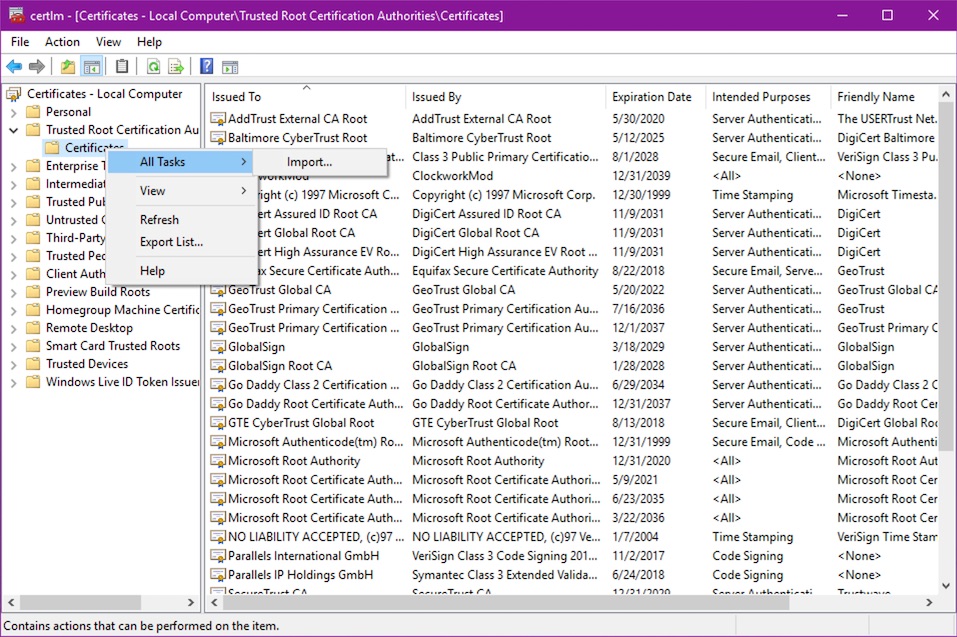 certlm - [Certificates - Local Computer\Trusted Root Certification Authorities\Certificates]
File Action View Help
Certificates - Local Computer
Personal
Trusted Root Certification Au
Certificates
Enterprise T
Intermediat
Trusted Pub
Untrusted C
Third-Party
Trusted Peo
Client Auth
Preview Build Roots
Homegroup Machine Certific
Remote Desktop
Smart Card Trusted Roots
Trusted Devices
Windows Live ID Token Issuer
All Tasks
View
Refresh
Export List...
Help
Import...
Issued To Issued By Expiration Date Intended Purposes Friendly Name
AddTrust External CA Root AddTrust External CA Root 5/30/2020 Server Authenticati... The USERTrust Net...
Baltimore CyberTrust Root Baltimore CyberTrust Root 5/12/2025 Server Authenticati... DigiCert Baltimore
at... Class 3 Public Primary Certificatio... 8/1/2028 Secure Email, Client... VeriSign Class 3 Pu
ClockworkMod ClockworkMod 12/31/2039 <All> <None>
right (c) 1997 Microsoft C... Copyright (c) 1997 Microsoft Corp. 12/30/1999 Time Stamping Microsoft Timesta.
ert Assured ID Root CA DigiCert Assured ID Root CA 11/9/2031 Server Authenticati... DigiCert
ert Global Root CA DigiCert Global Root CA 11/9/2031 Server Authenticati... DigiCert
ert High Assurance EV Ro... DigiCert High Assurance EV Root ... 11/9/2031 Server Authenticati... DigiCert
ax Secure Certificate Auth... Equifax Secure Certificate Authority 8/22/2018 Secure Email, Serve... GeoTrust
GeoTrust Global CA GeoTrust Global CA 5/20/2022 Server Authenticati... GeoTrust Global CA
GeoTrust Primary Certification ... GeoTrust Primary Certification Au... 7/16/2036 Server Authenticati... GeoTrust
GeoTrust Primary Certification ... GeoTrust Primary Certification Au... 12/1/2037 Server Authenticati... GeoTrust Primary C
GlobalSign GlobalSign 3/18/2029 Server Authenticati... GlobalSign
GlobalSign Root CA GlobalSign Root CA 1/28/2028 Server Authenticati... GlobalSign
Go Daddy Class 2 Certification ... Go Daddy Class 2 Certification Au... 6/29/2034 Server Authenticati... Go Daddy Class 2 C
Go Daddy Root Certificate Auth... Go Daddy Root Certificate Author... 12/31/2037 Server Authenticati... Go Daddy Root Cer
GTE CyberTrust Global Root GTE CyberTrust Global Root 8/13/2018 Secure Email, Client... DigiCert Global Roo
Microsoft Authenticode(tm) Ro... Microsoft Authenticode(tm) Root... 12/31/1999 Secure Email, Code ... Microsoft Authenti
Microsoft Root Authority Microsoft Root Authority 12/31/2020 <All> Microsoft Root Aut
Microsoft Root Certificate Auth... Microsoft Root Certificate Authori... 5/9/2021 <All> Microsoft Root Cer
Microsoft Root Certificate Auth... Microsoft Root Certificate Authori... 6/23/2035 <All> Microsoft Root Cer
Microsoft Root Certificate Auth... Microsoft Root Certificate Authori... 3/22/2036 <All> Microsoft Root Cer
NO LIABILITY ACCEPTED, (c)97 ... NO LIABILITY ACCEPTED, (c)97 Ve... 1/7/2004 Time Stamping VeriSign Time Stam
Parallels International GmbH VeriSign Class 3 Code Signing 201... 11/2/2017 Code Signing <None>
Parallels IP Holdings GmbH Symantec Class 3 Extended Valida... 6/24/2018 Code Signing <None>
SecureTrust CA SecureTrust CA 12/31/2029 Server Authenticati... Trustwave
Contains actions that can be performed on the item.